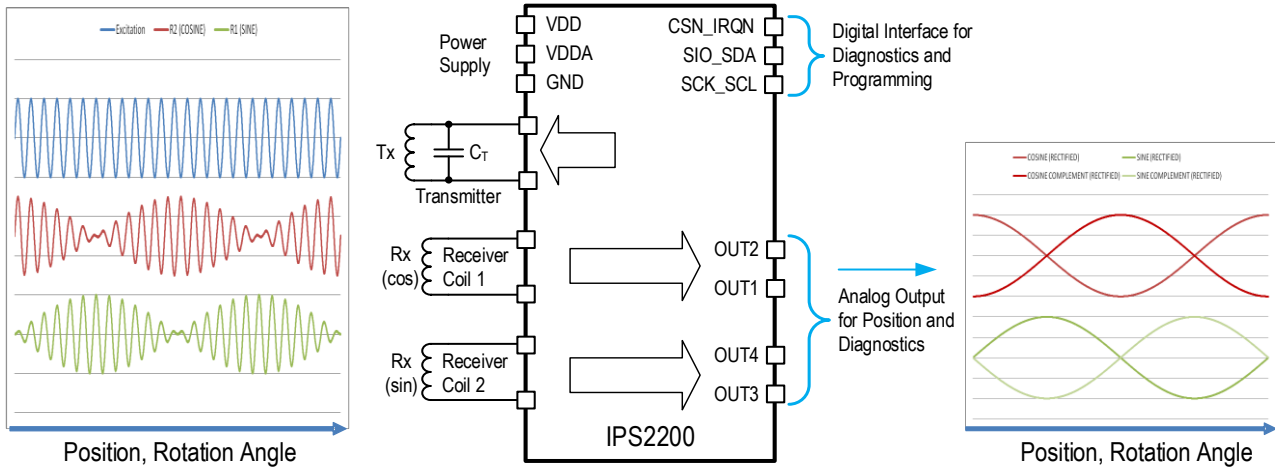 Excitation
R2 (COSINE)
R1 (SINE)
Position, Rotation Angle
Power
Supply
VDD
VDDA
GND
Tx
CT
Transmitter
Rx
(cos)
Receiver
Coil 1
Rx
(sin)
Receiver
Coil 2
CSN_IRQN
SIO_SDA
SCK_SCL
OUT2
OUT1
OUT4
OUT3
IPS2200
Digital Interface for
Diagnostics and
Programming
Analog Output
for Position and
Diagnostics
COSINE (RECTIFIED)
SINE (RECTIFIED)
COSINE COMPLEMENT (RECTIFIED)
SINE COMPLEMENT (RECTIFIED)
Position, Rotation Angle